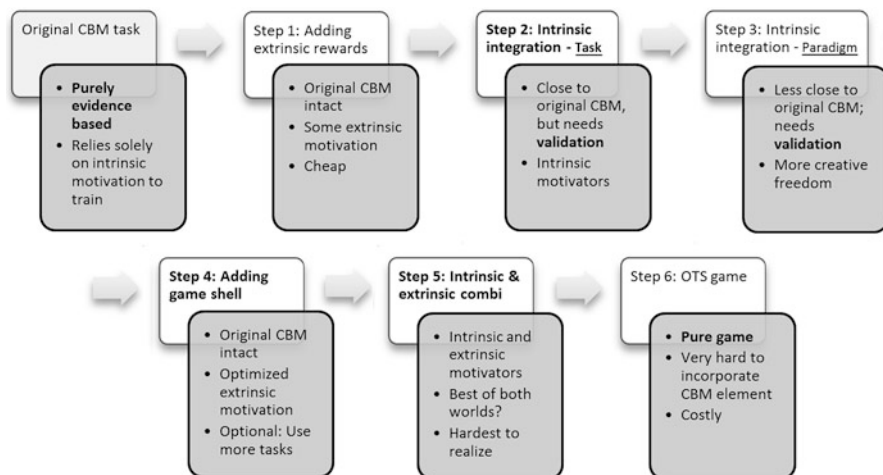 Original CBM task
• Purely
evidence
based
• Relies solely
on intrinsic
motivation to
train
Step 1: Adding
extrinsic rewards
• Original CBM
intact
• Some extrinsic
motivation
• Cheap
Step 2: Intrinsic
integration - Task
• Close to
original CBM,
but needs
validation
• Intrinsic
motivators
Step 3: Intrinsic
integration - Paradigm
• Less close to
original CBM;
needs
validation
• More creative
freedom
Step 4: Adding
game shell
• Original CBM
intact
• Optimized
extrinsic
motivation
• Optional: Use
more tasks
Step 5: Intrinsic &
extrinsic combi
• Intrinsic and
extrinsic
motivators
• Best of both
worlds?
• Hardest to
realize
Step 6: OTS game
• Pure game
• Very hard to
incorporate
CBM element
• Costly